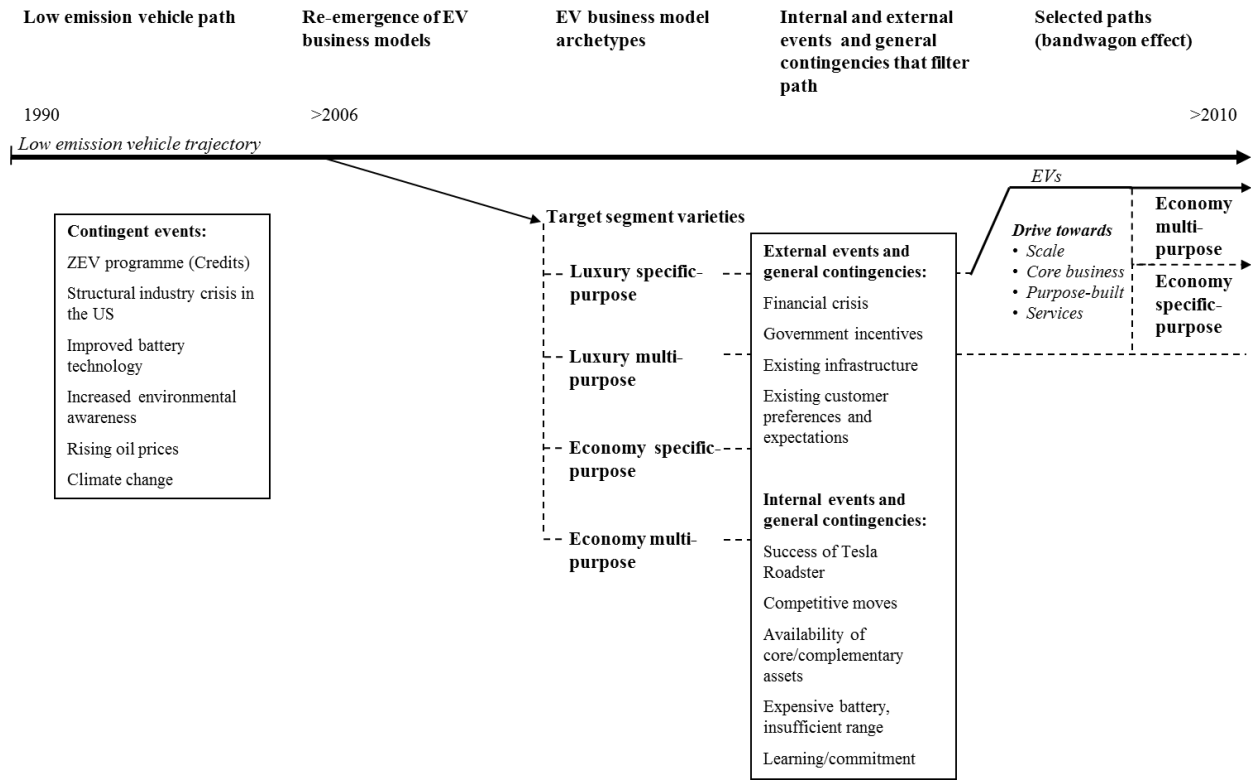 Low emission vehicle path
Re-emergence of EV
business models
EV business model
archetypes
Internal and external
events and general
contingencies that filter
path
Selected paths
(bandwagon effect)
1990
>2006
>2010
Low emission vehicle trajectory
Contingent events:
ZEV programme (Credits)
Structural industry crisis in
the US
Improved battery
technology
Increased environmental
awareness
Rising oil prices
Climate change
Target segment varieties
Luxury specific-
purpose
Luxury multi-
purpose
Economy specific-
purpose
Economy multi-
purpose
External events and
general contingencies:
Financial crisis
Government incentives
Existing infrastructure
Existing customer
preferences and
expectations
Internal events and
general contingencies:
Success of Tesla
Roadster
Competitive moves
Availability of
core/complementary
assets
Expensive battery,
insufficient range
Learning/commitment
EVs
Drive towards
• Scale
• Core business
• Purpose-built
• Services
Economy
multi-
purpose
Economy
specific-
purpose